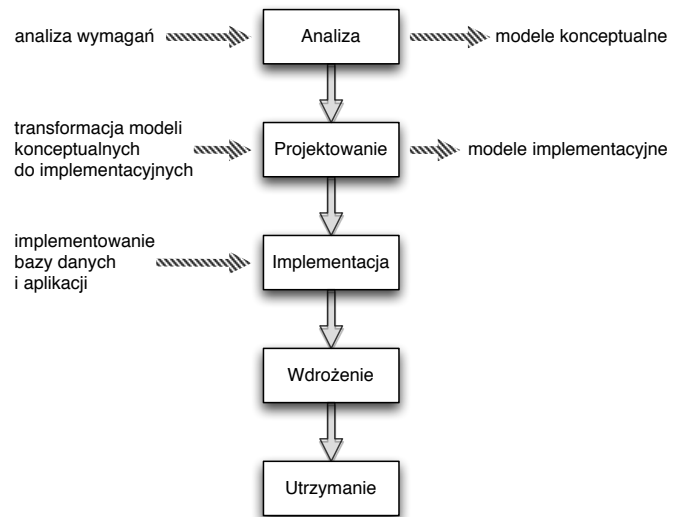 analiza wymagań
Analiza
modele konceptualne
transformacja modeli
konceptualnych
do implementacyjnych
Projektowanie
modele implementacyjne
implementowanie
bazy danych
i aplikacji
Implementacja
Wdrożenie
Utrzymanie